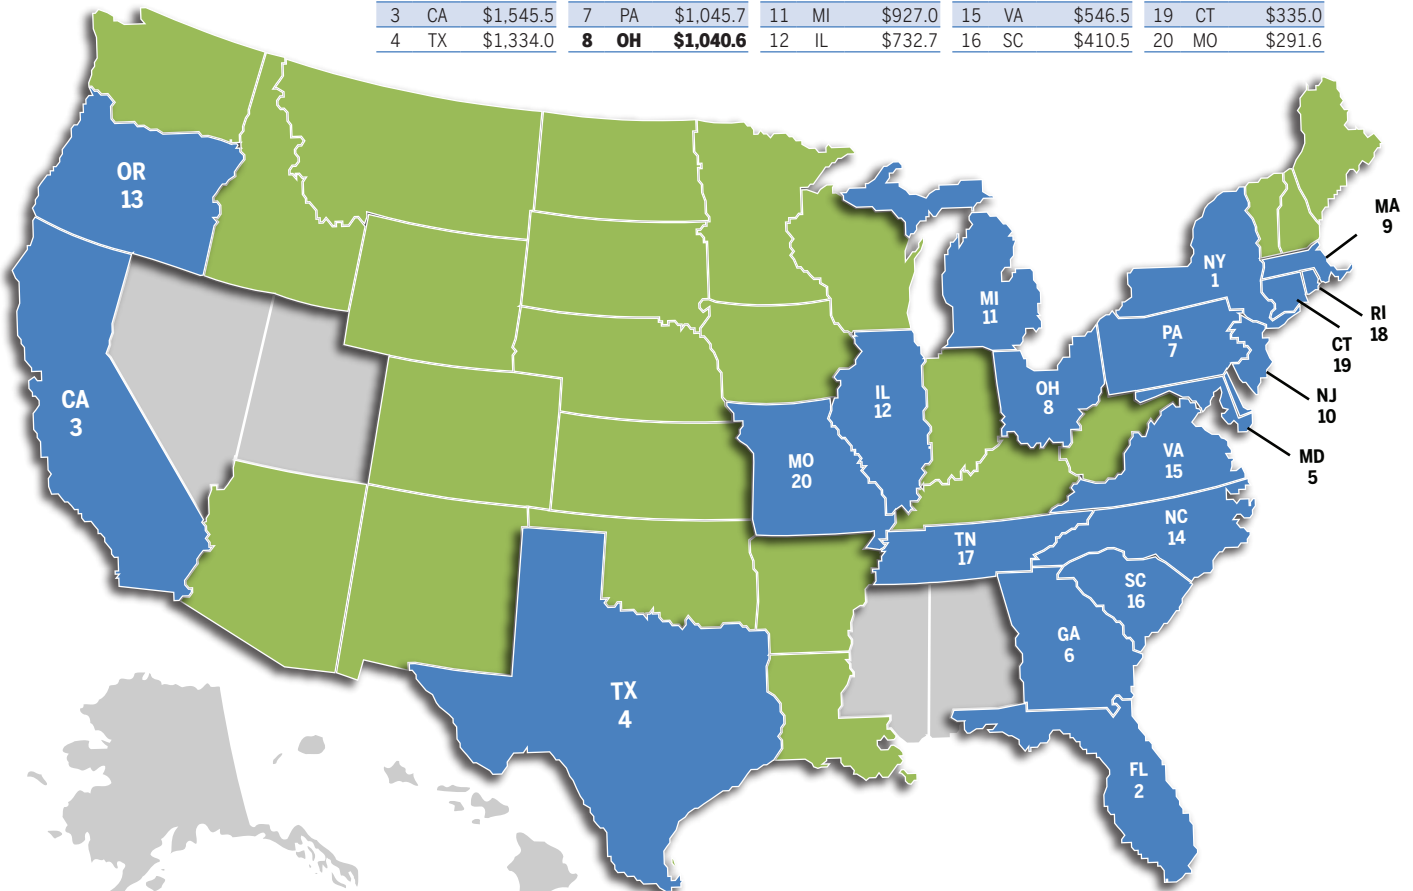 3 CA $1,545.5 7 PA $1,045.7 11 MI $927.0 15 VA $546.5 19 CT $335.0
4 TX $1,334.0 8 OH $1,040.6 12 IL $732.7 16 SC $410.5 20 MO $291.6
OR
13
MA
9
NY
1
MI
11
RI
18
PA
7
CT
19
CA
3
IL
12
OH
8
NJ
10
MD
5
VA
15
MO
20
NC
14
TN
17
SC
16
GA
6
TX
4
FL
2